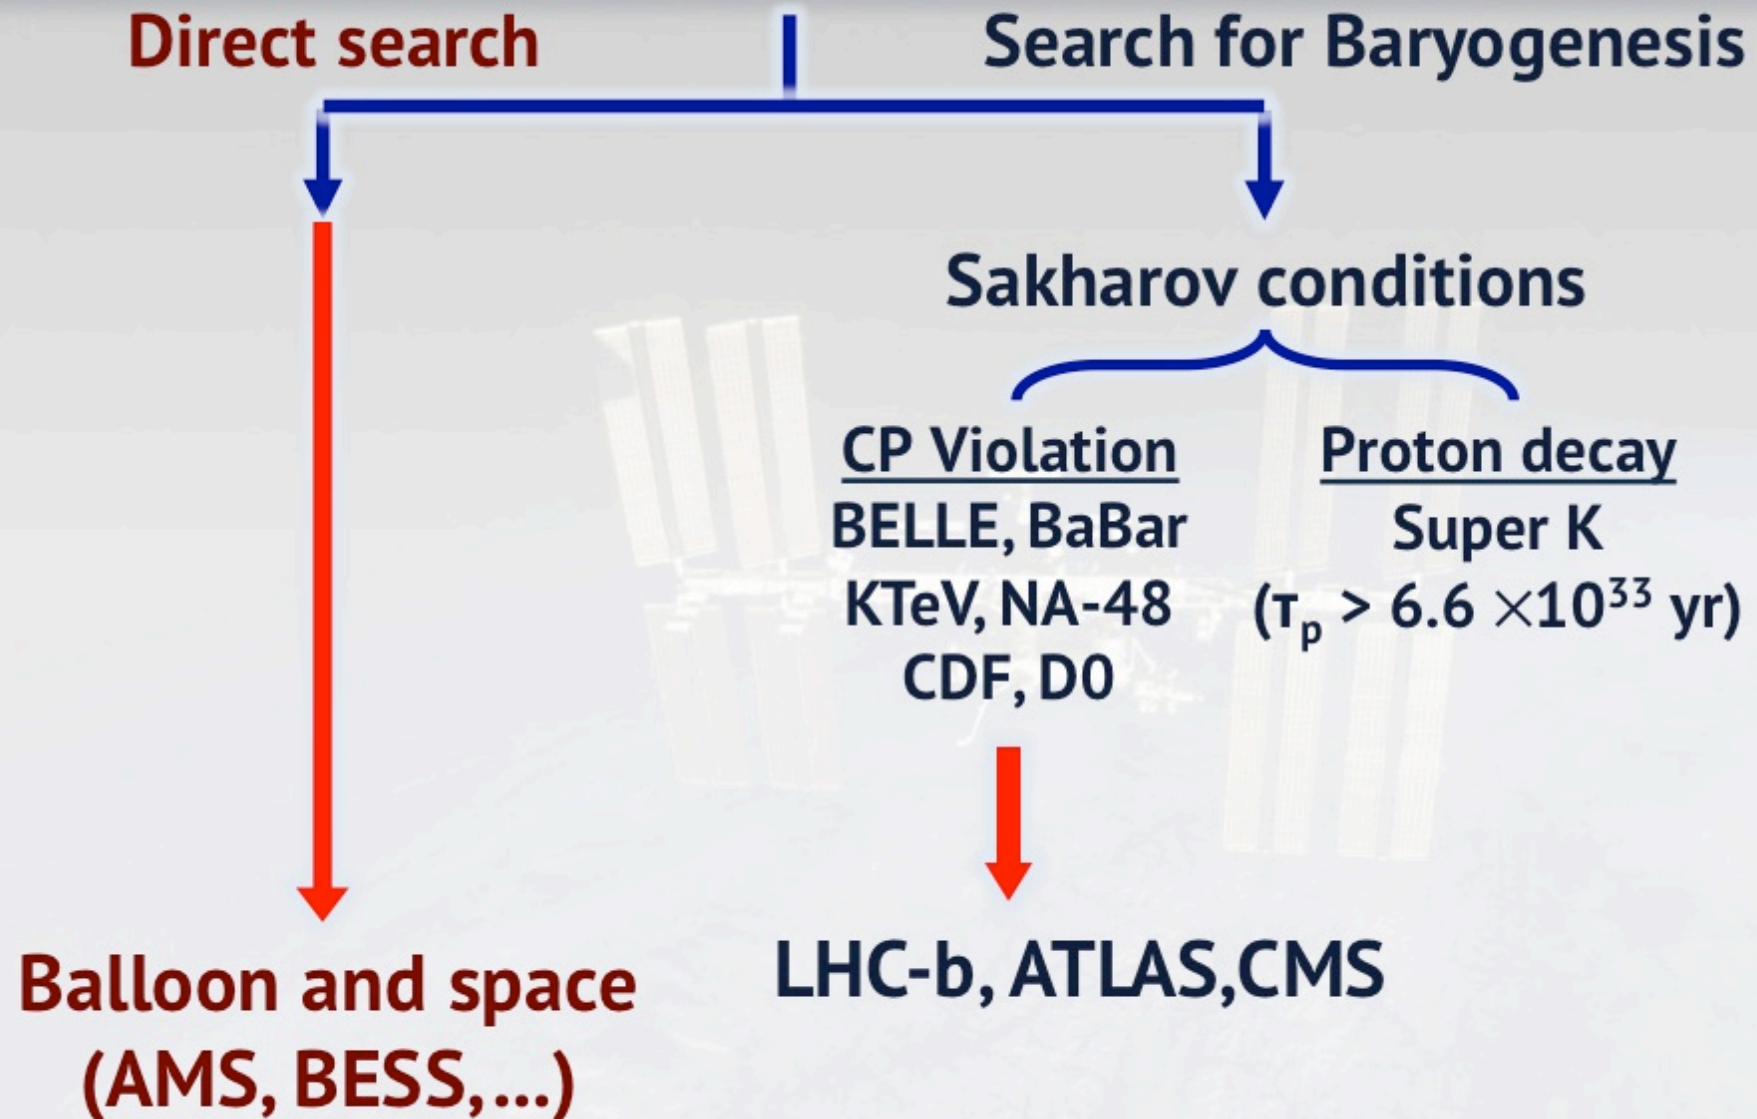 Direct search
Search for Baryogenesis
Sakharov conditions
CP Violation
BELLE, BaBar
KTeV, NA-48
CDF, D0
Proton decay
Super K
(τₚ > 6.6 ×10³³ yr)
LHC-b, ATLAS,CMS
Balloon and space
(AMS, BESS,...)